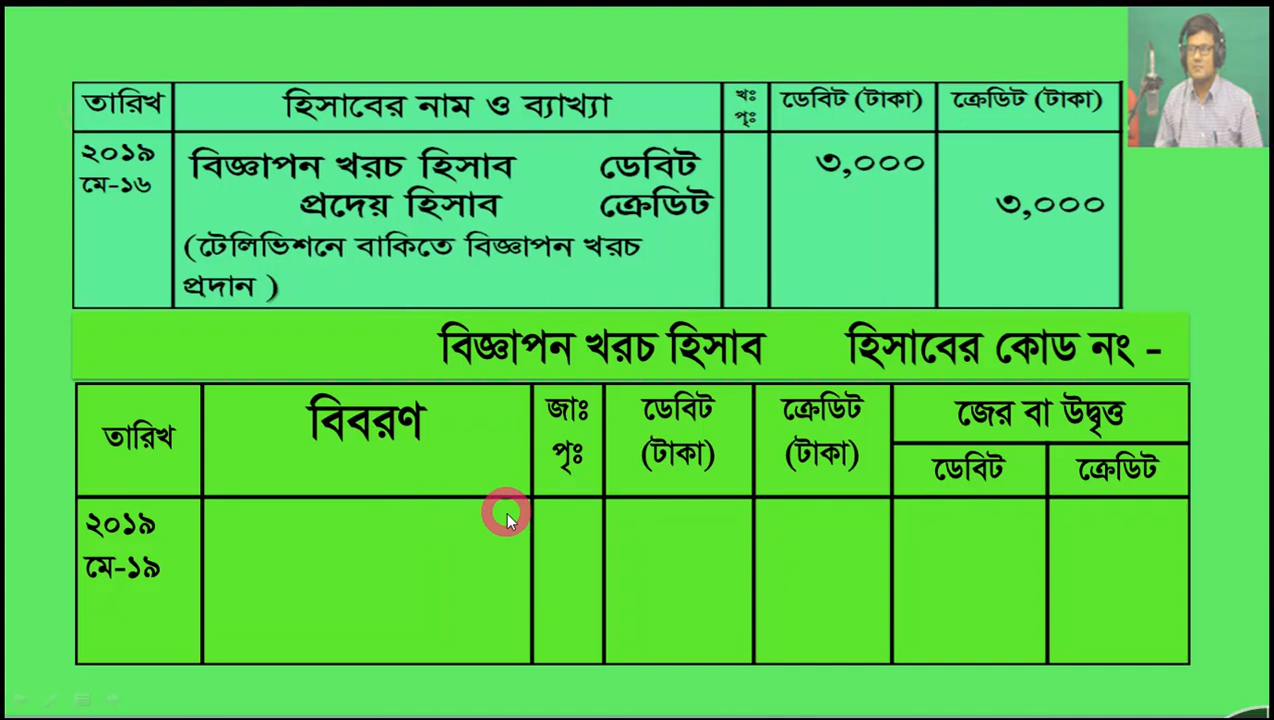 তারিখ হিসাবের নাম ও ব্যাখ্যা খঃ পৃঃ ডেবিট (টাকা) ক্রেডিট (টাকা)
২০১৯ বিজ্ঞাপন খরচ হিসাব ডেবিট ৩,০০০
মে-১৬ প্রদেয় হিসাব ক্রেডিট ৩,০০০
(টেলিভিশনে বাকিতে বিজ্ঞাপন খরচ
প্রদান )
বিজ্ঞাপন খরচ হিসাব হিসাবের কোড নং -
তারিখ বিবরণ জাঃ পৃঃ ডেবিট (টাকা) ক্রেডিট (টাকা) জের বা উদ্বৃত্ত
ডেবিট ক্রেডিট
২০১৯
মে-১৯